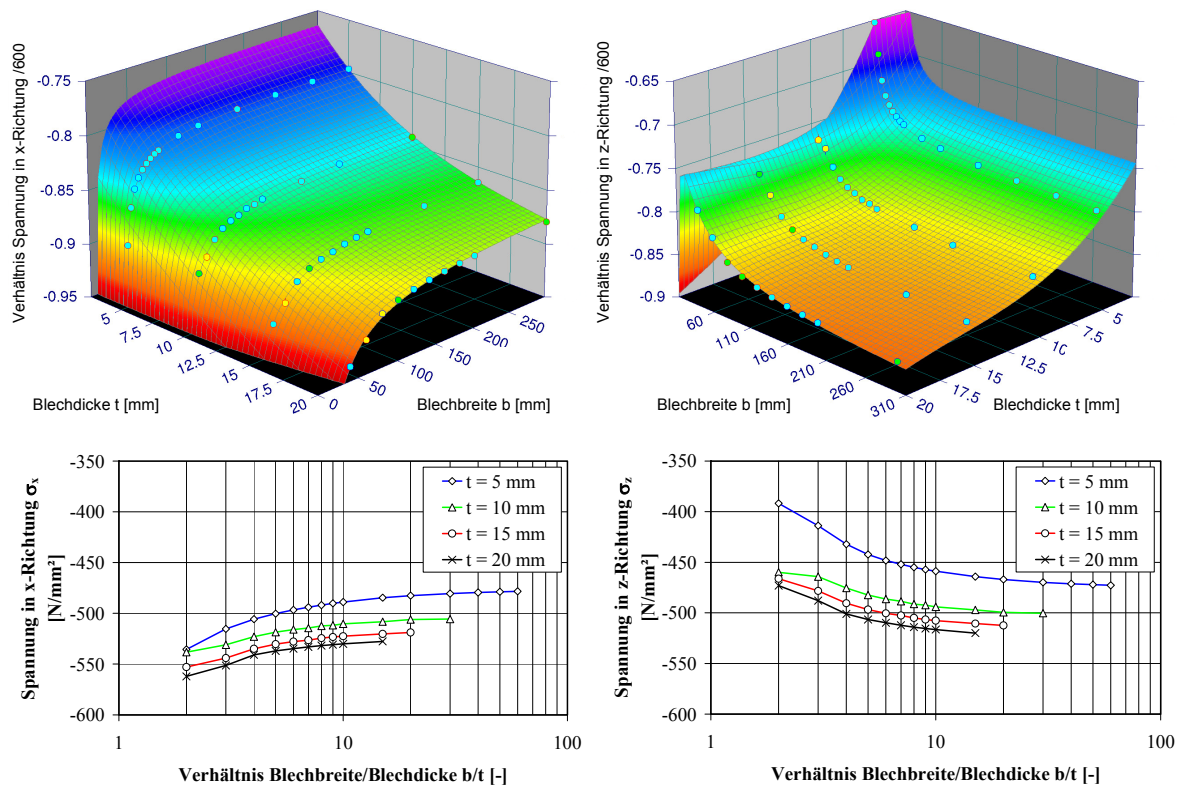 Verhältnis Spannung in x-Richtung /600
-0.75
-0.8
-0.85
-0.9
-0.95
5
7.5
10
12.5
15
17.5
20
0
50
100
150
200
250
Blechdicke t [mm]
Blechbreite b [mm]
Verhältnis Spannung in z-Richtung /600
-0.65
-0.7
-0.75
-0.8
-0.85
-0.9
60
110
160
210
260
310
20
17.5
15
12.5
10
7.5
5
Blechbreite b [mm]
Blechdicke t [mm]
Spannung in x-Richtung σx
[N/mm²]
-350
-400
-450
-500
-550
-600
1
10
100
t = 5 mm
t = 10 mm
t = 15 mm
t = 20 mm
Verhältnis Blechbreite/Blechdicke b/t [-]
Spannung in z-Richtung σz
[N/mm²]
-350
-400
-450
-500
-550
-600
1
10
100
t = 5 mm
t = 10 mm
t = 15 mm
t = 20 mm
Verhältnis Blechbreite/Blechdicke b/t [-]